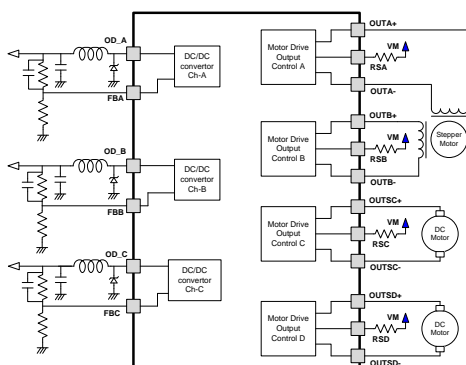 OD_A
DC/DC
convertor
Ch-A
FBA
OD_B
DC/DC
convertor
Ch-B
FBB
OD_C
DC/DC
convertor
Ch-C
FBC
OUTA+
Motor Drive
Output
Control A
VM
RSA
OUTA-
OUTB+
Motor Drive
Output
Control B
VM
RSB
OUTB-
Stepper
Motor
OUTSC+
Motor Drive
Output
Control C
VM
RSC
OUTSC-
DC
Motor
OUTSD+
Motor Drive
Output
Control D
VM
RSD
OUTSD-
DC
Motor